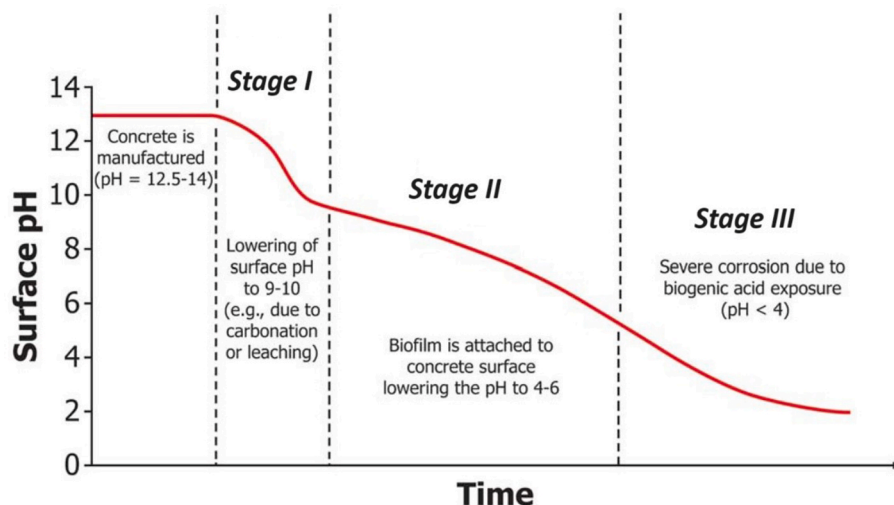 Stage I
Stage II
Stage III
Concrete is
manufactured
(pH = 12.5-14)
Lowering of
surface pH
to 9-10
(e.g., due to
carbonation
or leaching)
Biofilm is attached to
concrete surface
lowering the pH to 4-6
Severe corrosion due to
biogenic acid exposure
(pH < 4)
Surface pH
14
12
10
8
6
4
2
0
Time